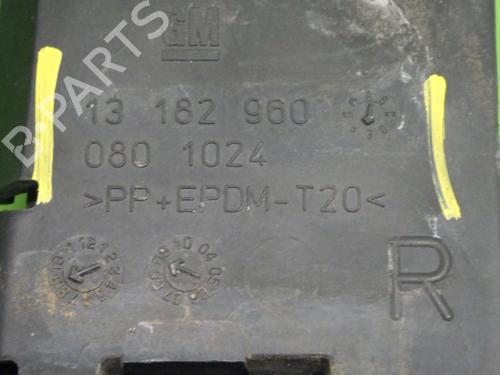 B-PARTS
GM
13 182 960
080 1024
>PP+EPDM-T20<
R